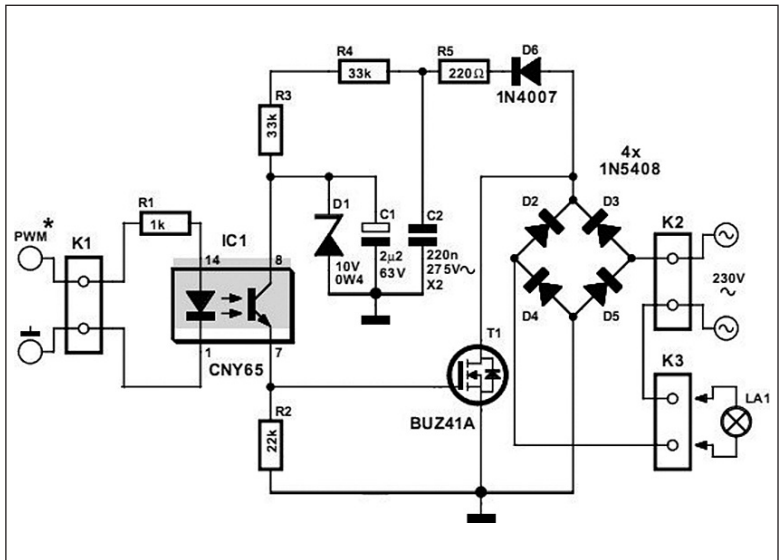 R4
33k
R5
220Ω
D6
1N4007
R3
33k
4x
1N5408
R1
1k
PWM *
K1
IC1
14
8
1
7
CNY65
D1
10V
0W4
C1
2µ2
63V
C2
220n
275V~
X2
D2
D3
D4
D5
K2
230V
~
T1
BUZ41A
K3
LA1
R2
22k